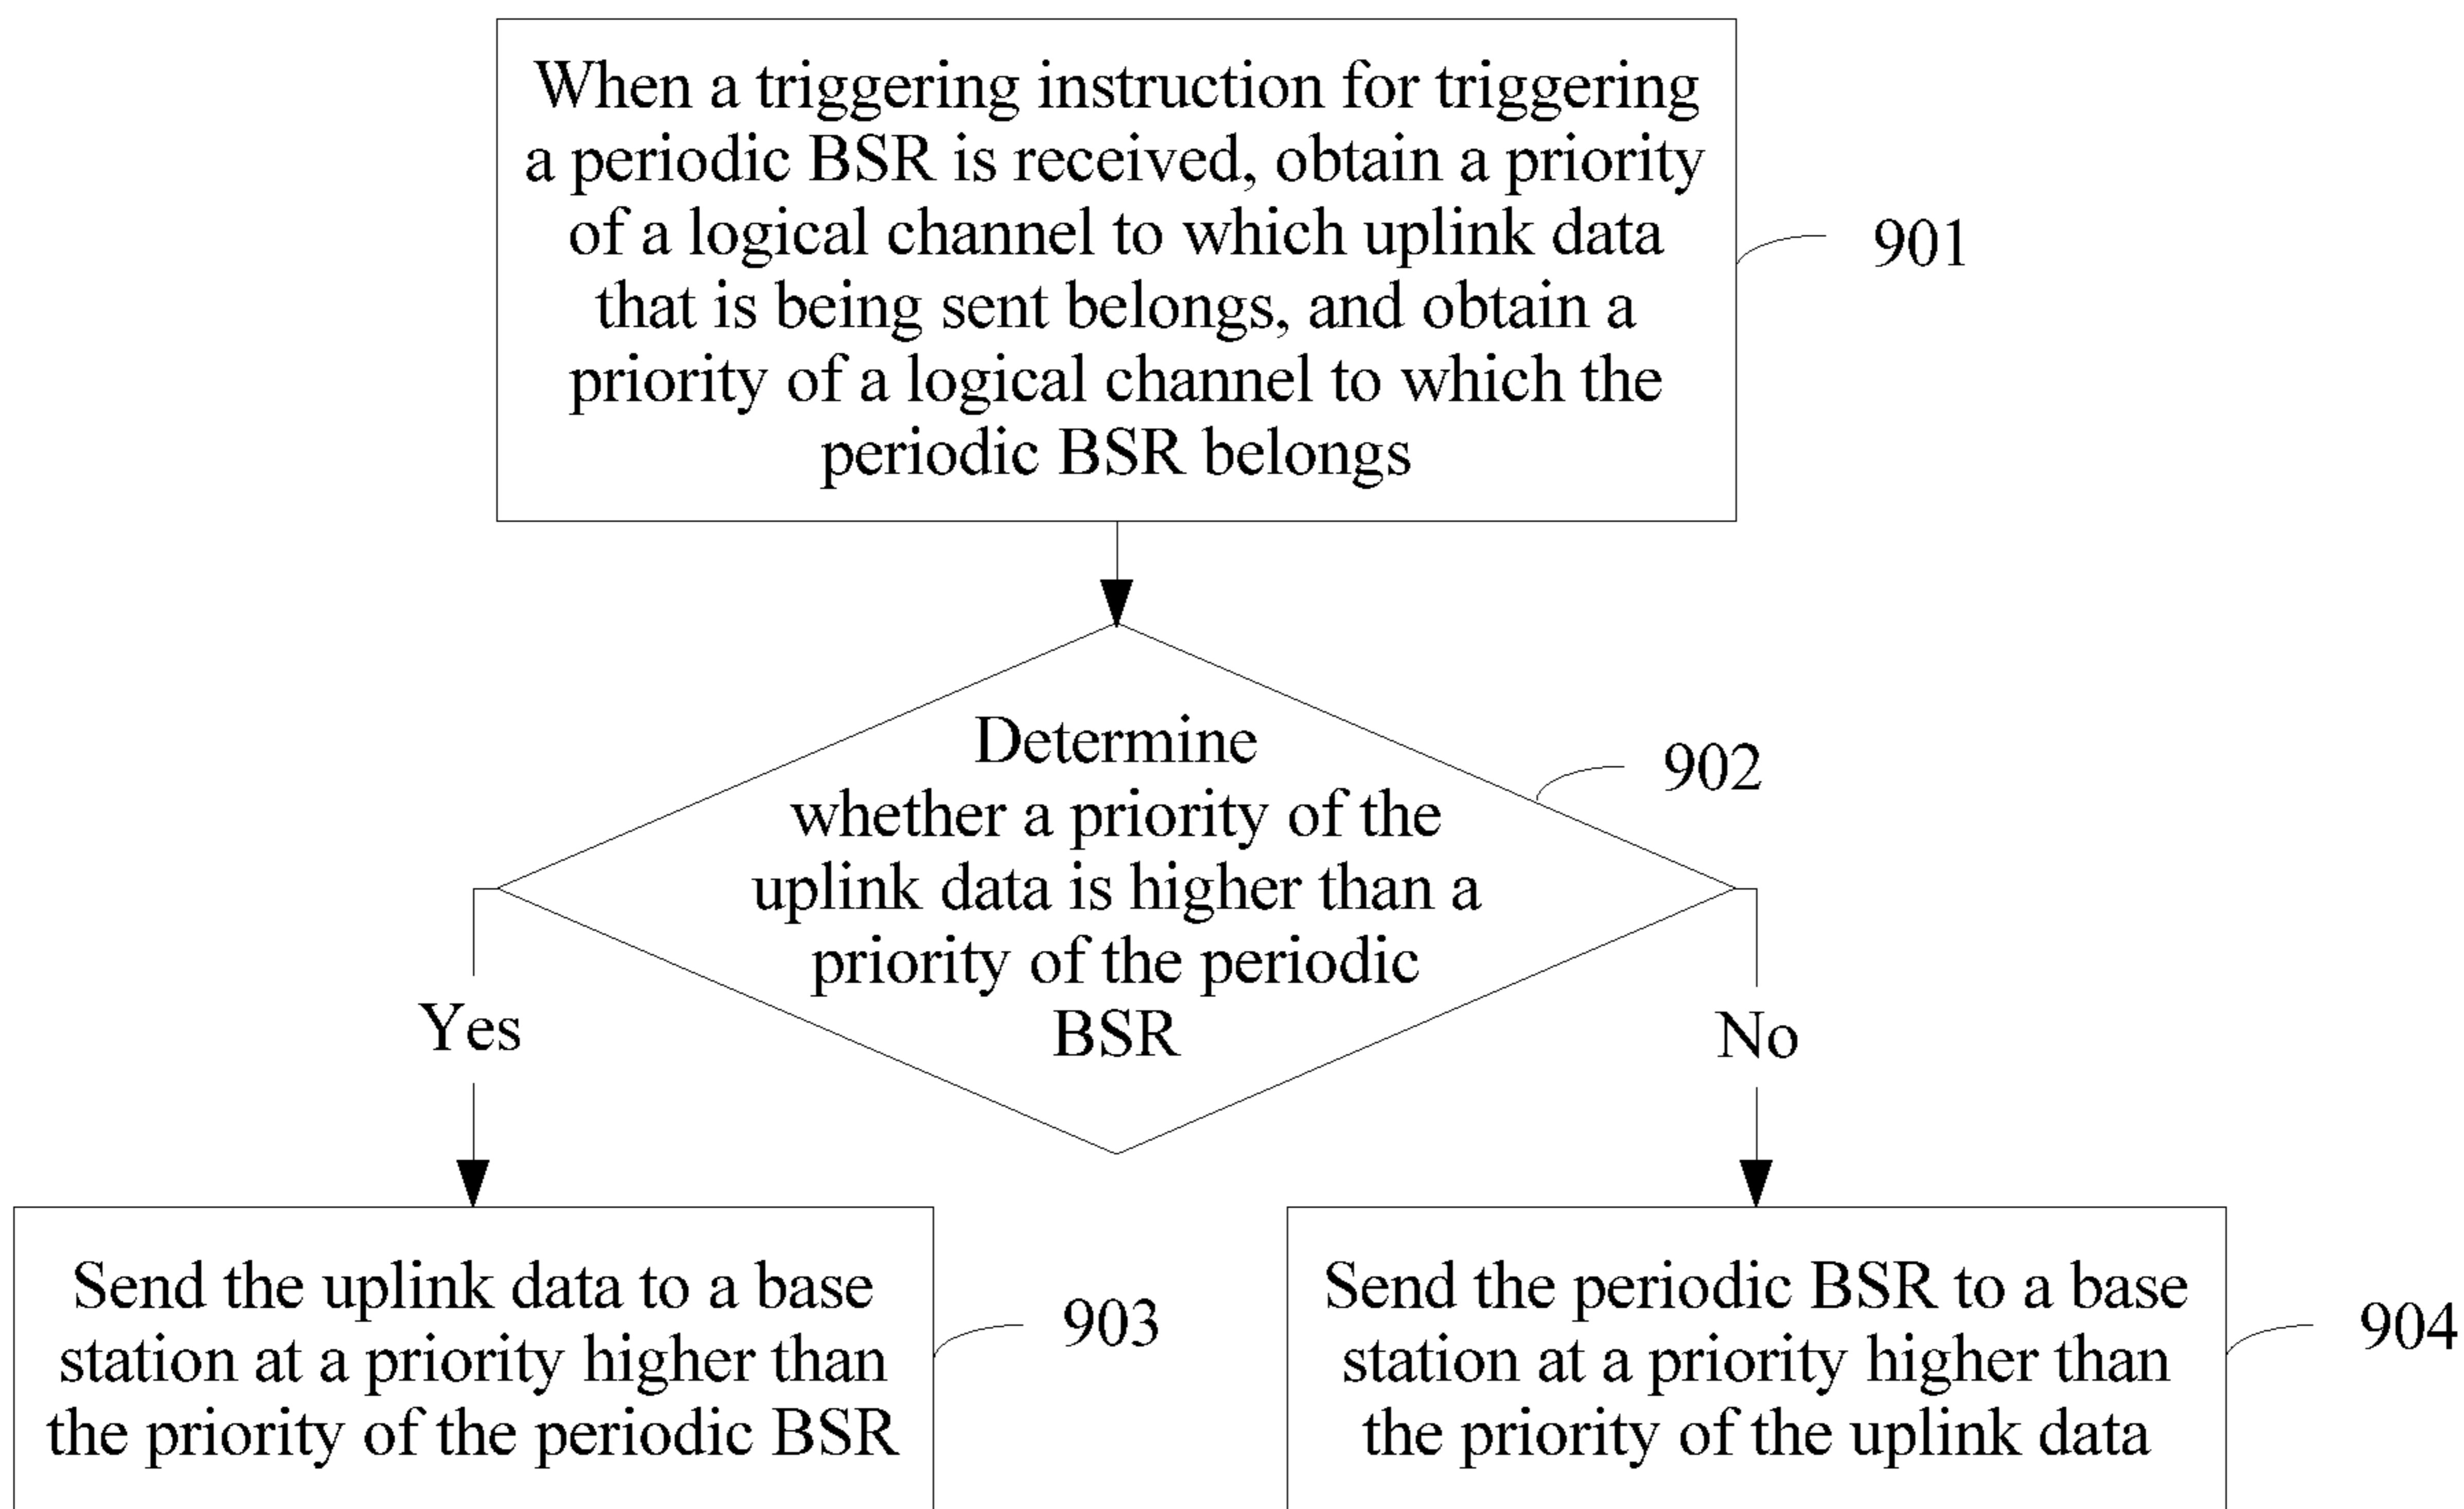 When a triggering instruction for triggering
a periodic BSR is received, obtain a priority
of a logical channel to which uplink data
that is being sent belongs, and obtain a
priority of a logical channel to which the
periodic BSR belongs
901
Determine
whether a priority of the
uplink data is higher than a
priority of the periodic
BSR
902
Yes
No
Send the uplink data to a base
station at a priority higher than
the priority of the periodic BSR
903
Send the periodic BSR to a base
station at a priority higher than
the priority of the uplink data
904